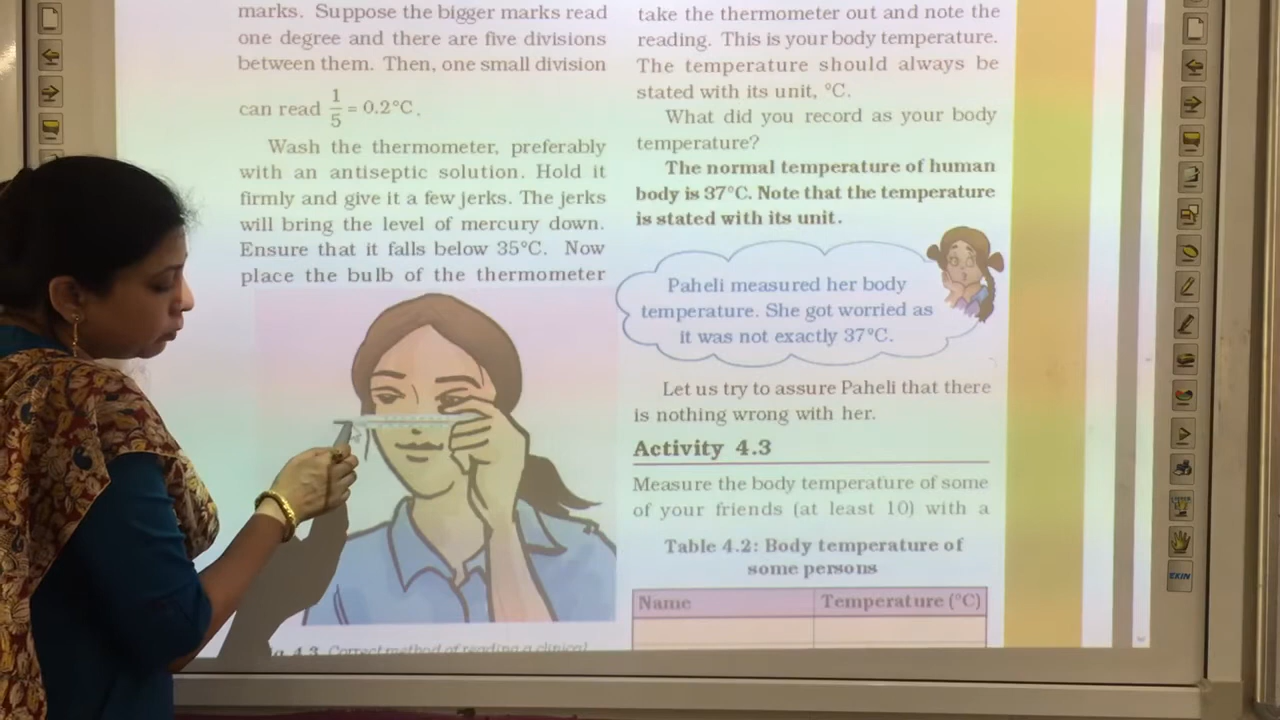 marks. Suppose the bigger marks read
one degree and there are five divisions
between them. Then, one small division
can read 1/5 = 0.2°C.
Wash the thermometer, preferably
with an antiseptic solution. Hold it
firmly and give it a few jerks. The jerks
will bring the level of mercury down.
Ensure that it falls below 35°C. Now
place the bulb of the thermometer
4.3 Correct method of reading a clinical
take the thermometer out and note the
reading. This is your body temperature.
The temperature should always be
stated with its unit, °C.
What did you record as your body
temperature?
The normal temperature of human
body is 37°C. Note that the temperature
is stated with its unit.
Paheli measured her body
temperature. She got worried as
it was not exactly 37°C.
Let us try to assure Paheli that there
is nothing wrong with her.
Activity 4.3
Measure the body temperature of some
of your friends (at least 10) with a
Table 4.2: Body temperature of
some persons
Name Temperature (°C)